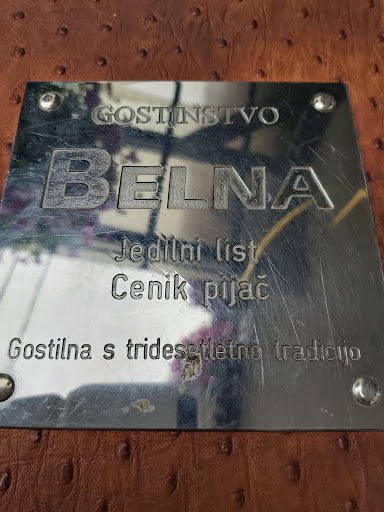 GOSTINSTVO
BELNA
Jedilni list
Cenik pijač
Gostilna s tridesetletno tradicijo